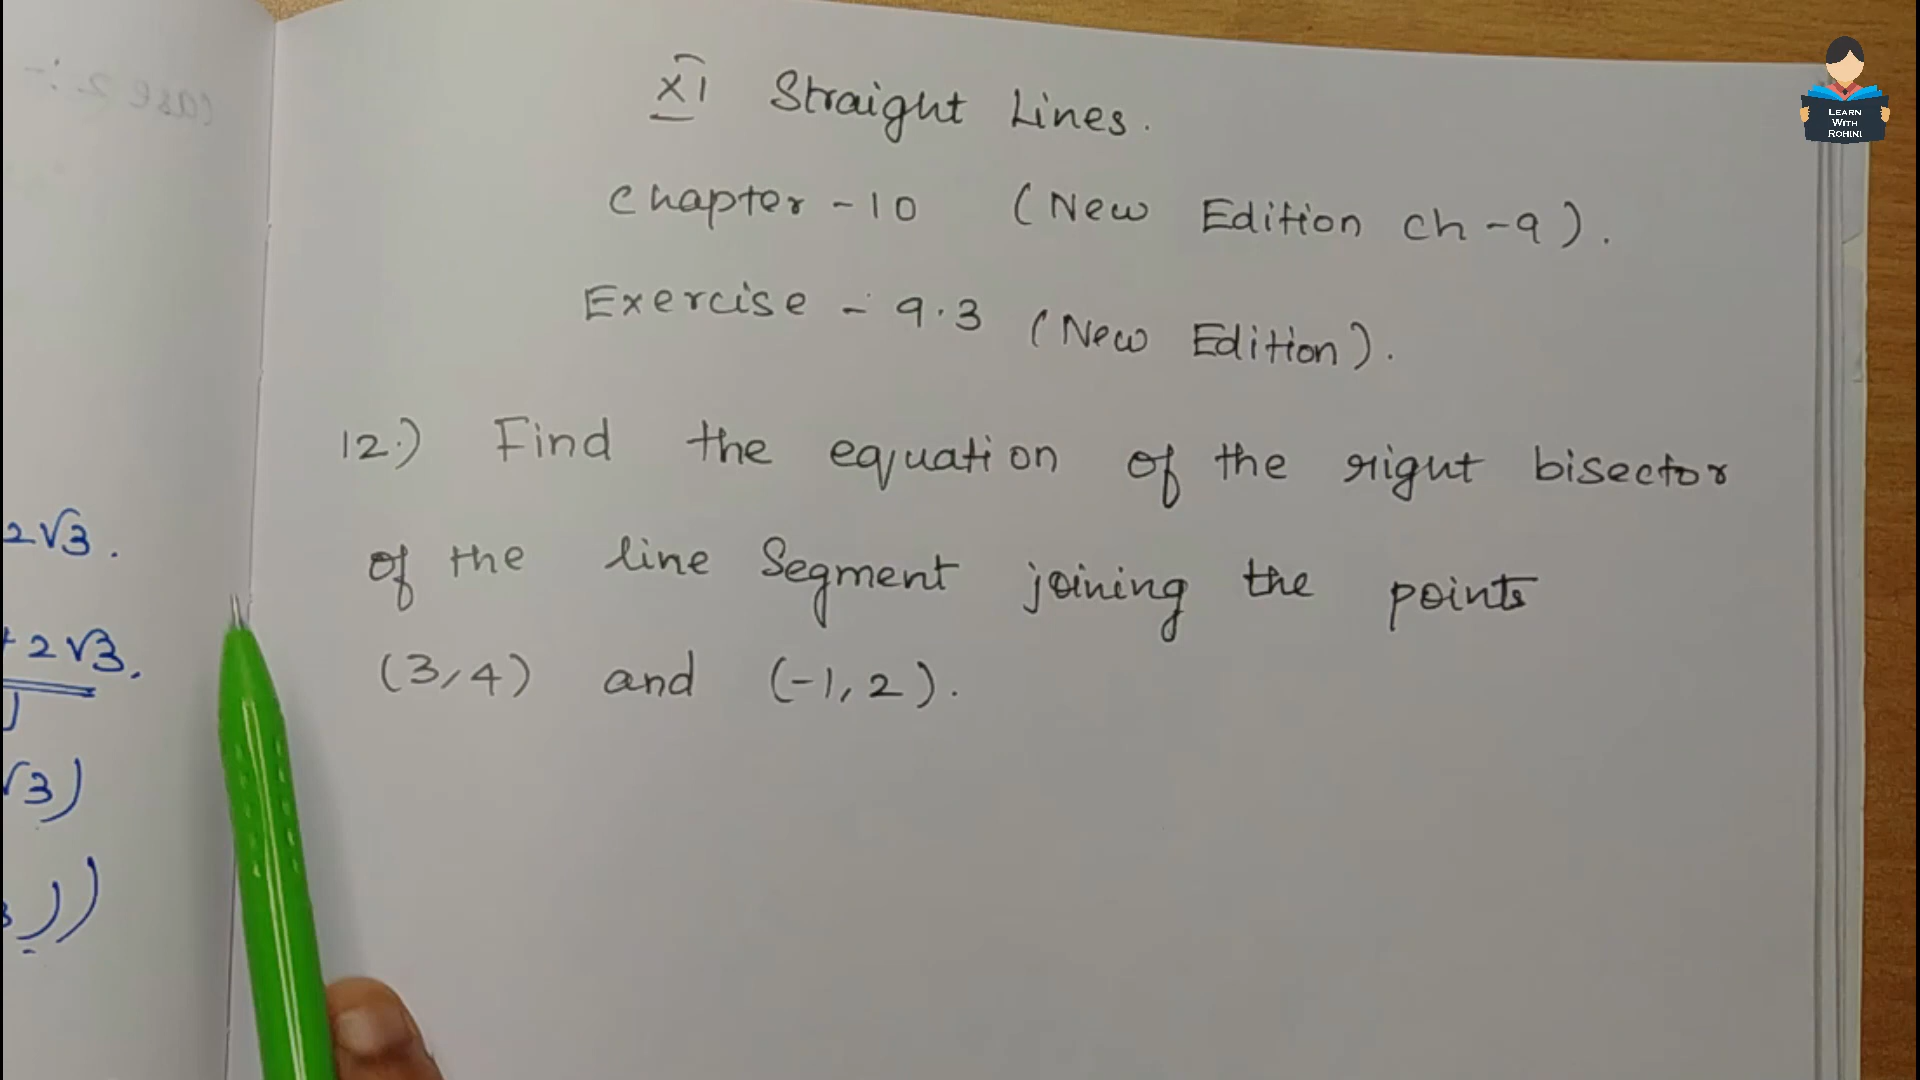 XI Straight Lines.
Chapter - 10 (New Edition ch-9).
Exercise - 9.3 (New Edition).
12.) Find the equation of the right bisector
of the line segment joining the points
(3,4) and (-1,2).
case 2 :-
2√3.
+ 2√3.
√3)
))
LEARN
WITH
ROHINI